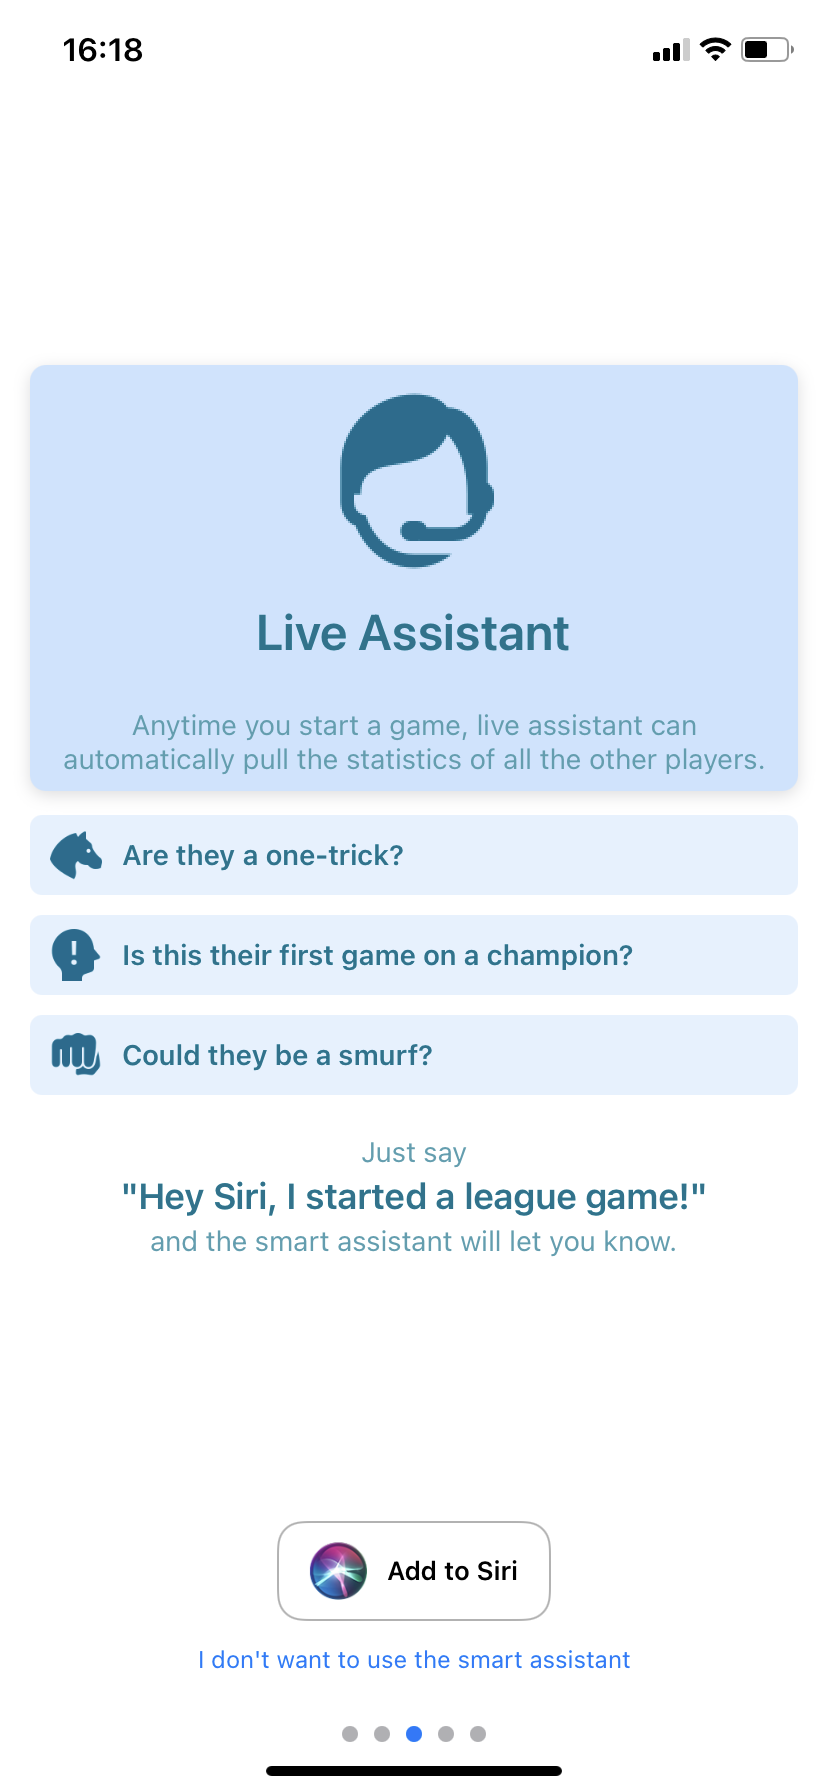 16:18
Live Assistant
Anytime you start a game, live assistant can
automatically pull the statistics of all the other players.
Are they a one-trick?
Is this their first game on a champion?
Could they be a smurf?
Just say
"Hey Siri, I started a league game!"
and the smart assistant will let you know.
Add to Siri
I don't want to use the smart assistant